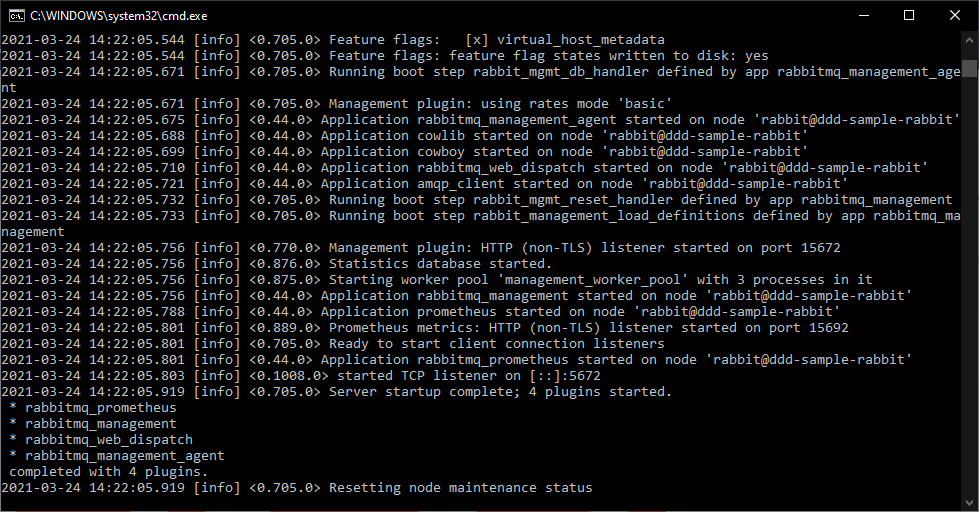 C:\WINDOWS\system32\cmd.exe
2021-03-24 14:22:05.544 [info] <0.705.0> Feature flags:   [x] virtual_host_metadata
2021-03-24 14:22:05.544 [info] <0.705.0> Feature flags: feature flag states written to disk: yes
2021-03-24 14:22:05.671 [info] <0.705.0> Running boot step rabbit_mgmt_db_handler defined by app rabbitmq_management_age
nt
2021-03-24 14:22:05.671 [info] <0.705.0> Management plugin: using rates mode 'basic'
2021-03-24 14:22:05.675 [info] <0.44.0> Application rabbitmq_management_agent started on node 'rabbit@ddd-sample-rabbit'
2021-03-24 14:22:05.688 [info] <0.44.0> Application cowlib started on node 'rabbit@ddd-sample-rabbit'
2021-03-24 14:22:05.699 [info] <0.44.0> Application cowboy started on node 'rabbit@ddd-sample-rabbit'
2021-03-24 14:22:05.710 [info] <0.44.0> Application rabbitmq_web_dispatch started on node 'rabbit@ddd-sample-rabbit'
2021-03-24 14:22:05.721 [info] <0.44.0> Application amqp_client started on node 'rabbit@ddd-sample-rabbit'
2021-03-24 14:22:05.732 [info] <0.705.0> Running boot step rabbit_mgmt_reset_handler defined by app rabbitmq_management
2021-03-24 14:22:05.733 [info] <0.705.0> Running boot step rabbit_management_load_definitions defined by app rabbitmq_ma
nagement
2021-03-24 14:22:05.756 [info] <0.770.0> Management plugin: HTTP (non-TLS) listener started on port 15672
2021-03-24 14:22:05.756 [info] <0.876.0> Statistics database started.
2021-03-24 14:22:05.756 [info] <0.875.0> Starting worker pool 'management_worker_pool' with 3 processes in it
2021-03-24 14:22:05.756 [info] <0.44.0> Application rabbitmq_management started on node 'rabbit@ddd-sample-rabbit'
2021-03-24 14:22:05.788 [info] <0.44.0> Application prometheus started on node 'rabbit@ddd-sample-rabbit'
2021-03-24 14:22:05.801 [info] <0.889.0> Prometheus metrics: HTTP (non-TLS) listener started on port 15692
2021-03-24 14:22:05.801 [info] <0.705.0> Ready to start client connection listeners
2021-03-24 14:22:05.801 [info] <0.44.0> Application rabbitmq_prometheus started on node 'rabbit@ddd-sample-rabbit'
2021-03-24 14:22:05.803 [info] <0.1008.0> started TCP listener on [::]:5672
2021-03-24 14:22:05.919 [info] <0.705.0> Server startup complete; 4 plugins started.
 * rabbitmq_prometheus
 * rabbitmq_management
 * rabbitmq_web_dispatch
 * rabbitmq_management_agent
 completed with 4 plugins.
2021-03-24 14:22:05.919 [info] <0.705.0> Resetting node maintenance status